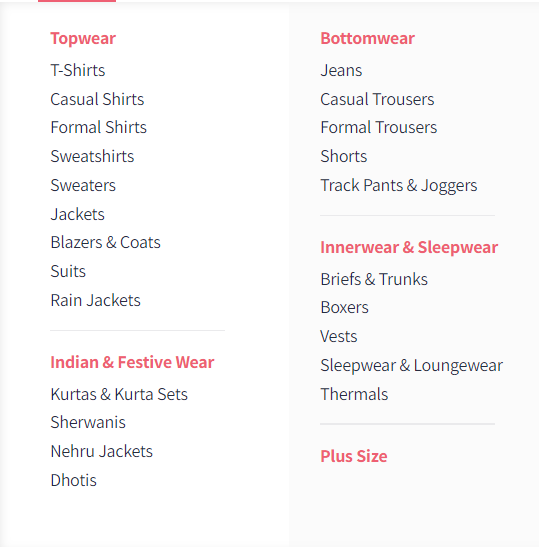 Topwear
T-Shirts
Casual Shirts
Formal Shirts
Sweatshirts
Sweaters
Jackets
Blazers & Coats
Suits
Rain Jackets
Indian & Festive Wear
Kurtas & Kurta Sets
Sherwanis
Nehru Jackets
Dhotis
Bottomwear
Jeans
Casual Trousers
Formal Trousers
Shorts
Track Pants & Joggers
Innerwear & Sleepwear
Briefs & Trunks
Boxers
Vests
Sleepwear & Loungewear
Thermals
Plus Size